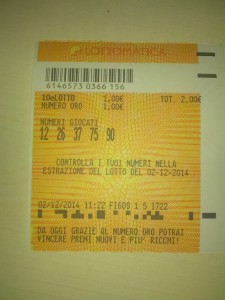 LOTTOMATICA
6146573 0366 156
10eLOTTO 1,00€ TOT: 2,00€
NUMERO ORO 1,00€
NUMERI GIOCATI
12 26 37 75 90
CONTROLLA I TUOI NUMERI NELLA
ESTRAZIONE DEL LOTTO DEL 02-12-2014
02/12/2014 11:22 FI609 1 5 1722
DA OGGI GRAZIE AL NUMERO ORO POTRAI
VINCERE PREMI NUOVI E PIU' RICCHI!